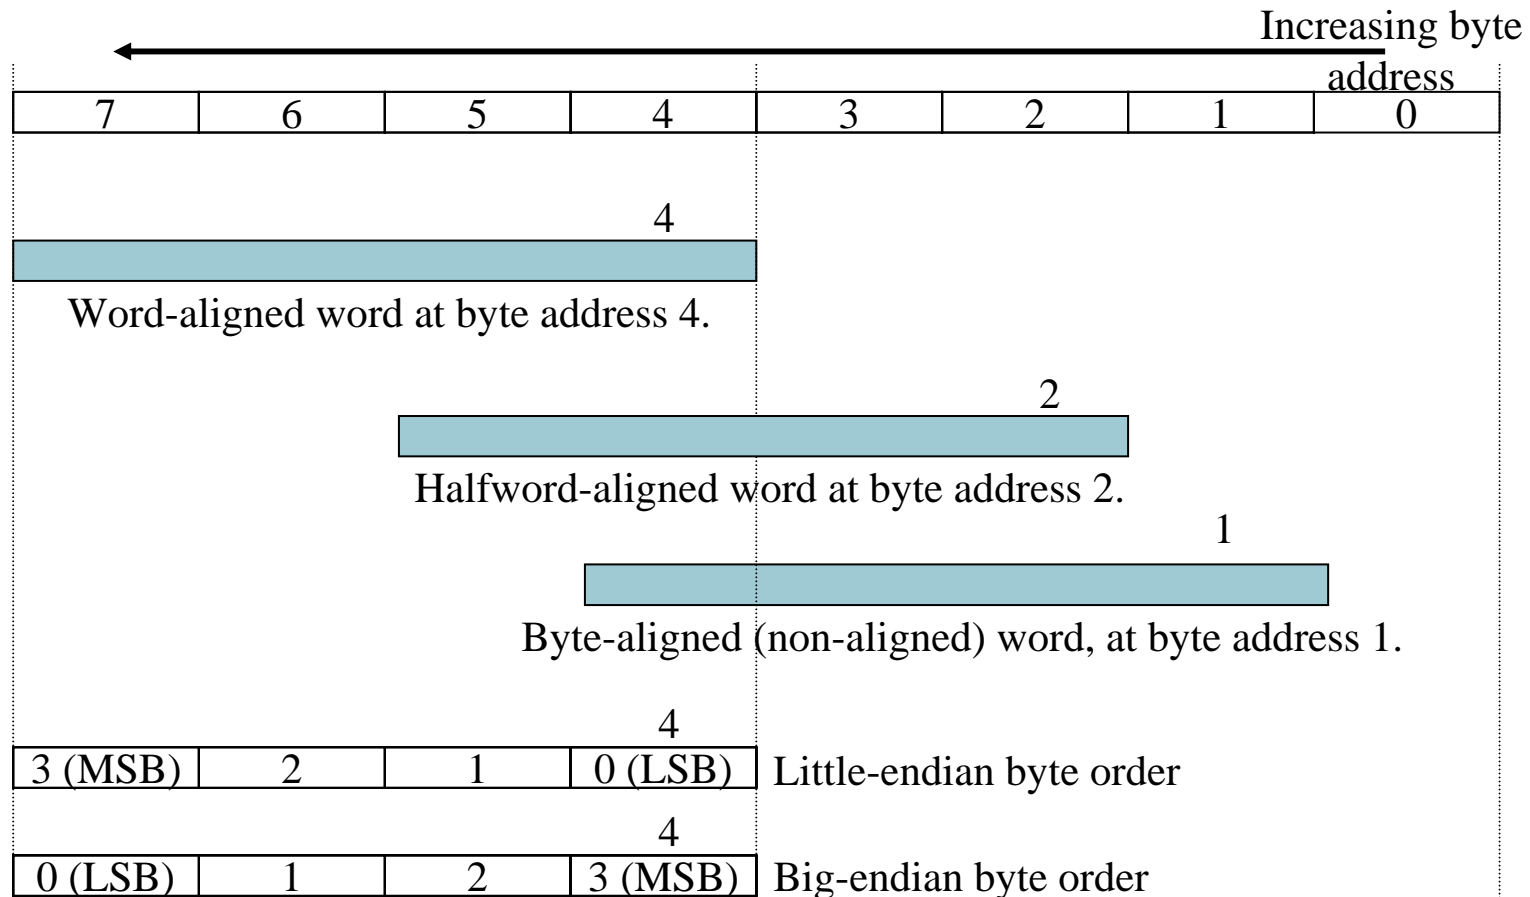 Increasing byte
address
7 6 5 4 3 2 1 0
4
Word-aligned word at byte address 4.
2
Halfword-aligned word at byte address 2.
1
Byte-aligned (non-aligned) word, at byte address 1.
4
3 (MSB) 2 1 0 (LSB) Little-endian byte order
4
0 (LSB) 1 2 3 (MSB) Big-endian byte order